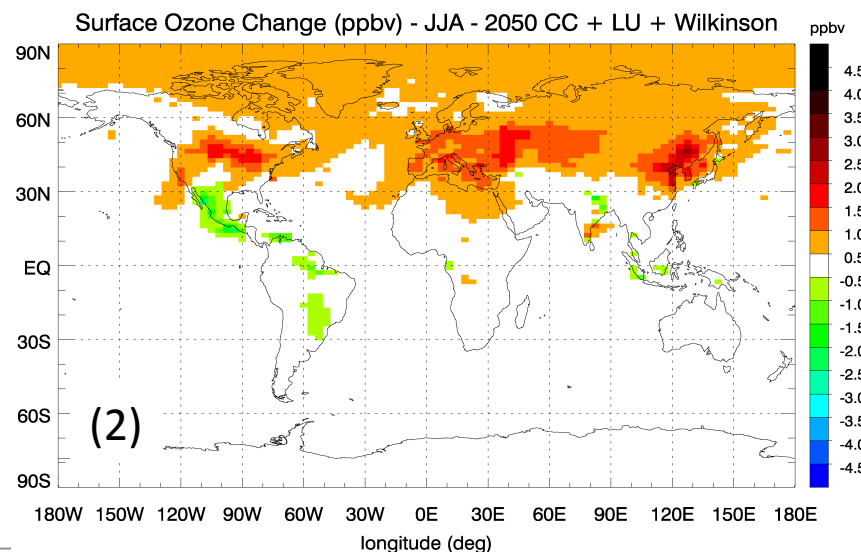 Surface Ozone Change (ppbv) - JJA - 2050 CC + LU + Wilkinson
ppbv
90N
60N
30N
EQ
30S
60S
90S
(2)
180W 150W 120W 90W 60W 30W 0E 30E 60E 90E 120E 150E 180E
longitude (deg)
4.5
4.0
3.5
3.0
2.5
2.0
1.5
1.0
0.5
-0.5
-1.0
-1.5
-2.0
-2.5
-3.0
-3.5
-4.0
-4.5